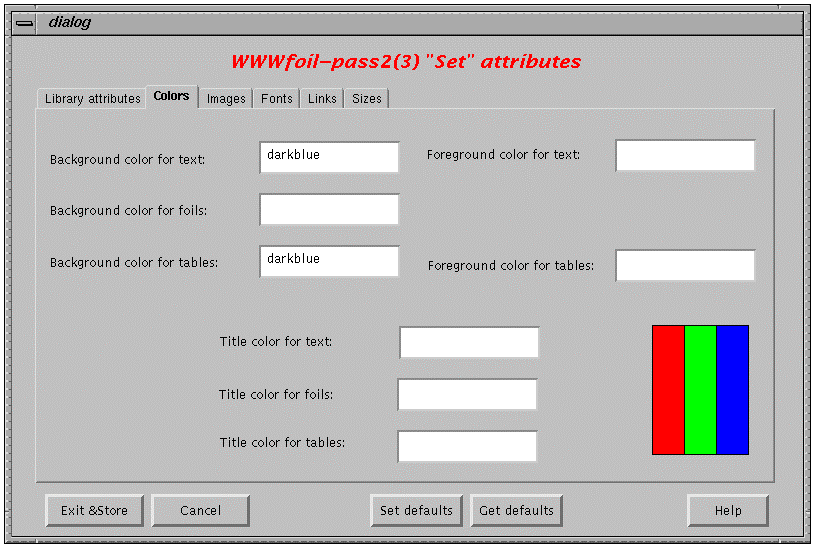 dialog
WWWfoil-pass2(3) "Set" attributes
Library attributes Colors Images Fonts Links Sizes
Background color for text: darkblue Foreground color for text:
Background color for foils:
Background color for tables: darkblue Foreground color for tables:
Title color for text:
Title color for foils:
Title color for tables:
Exit &Store Cancel Set defaults Get defaults Help